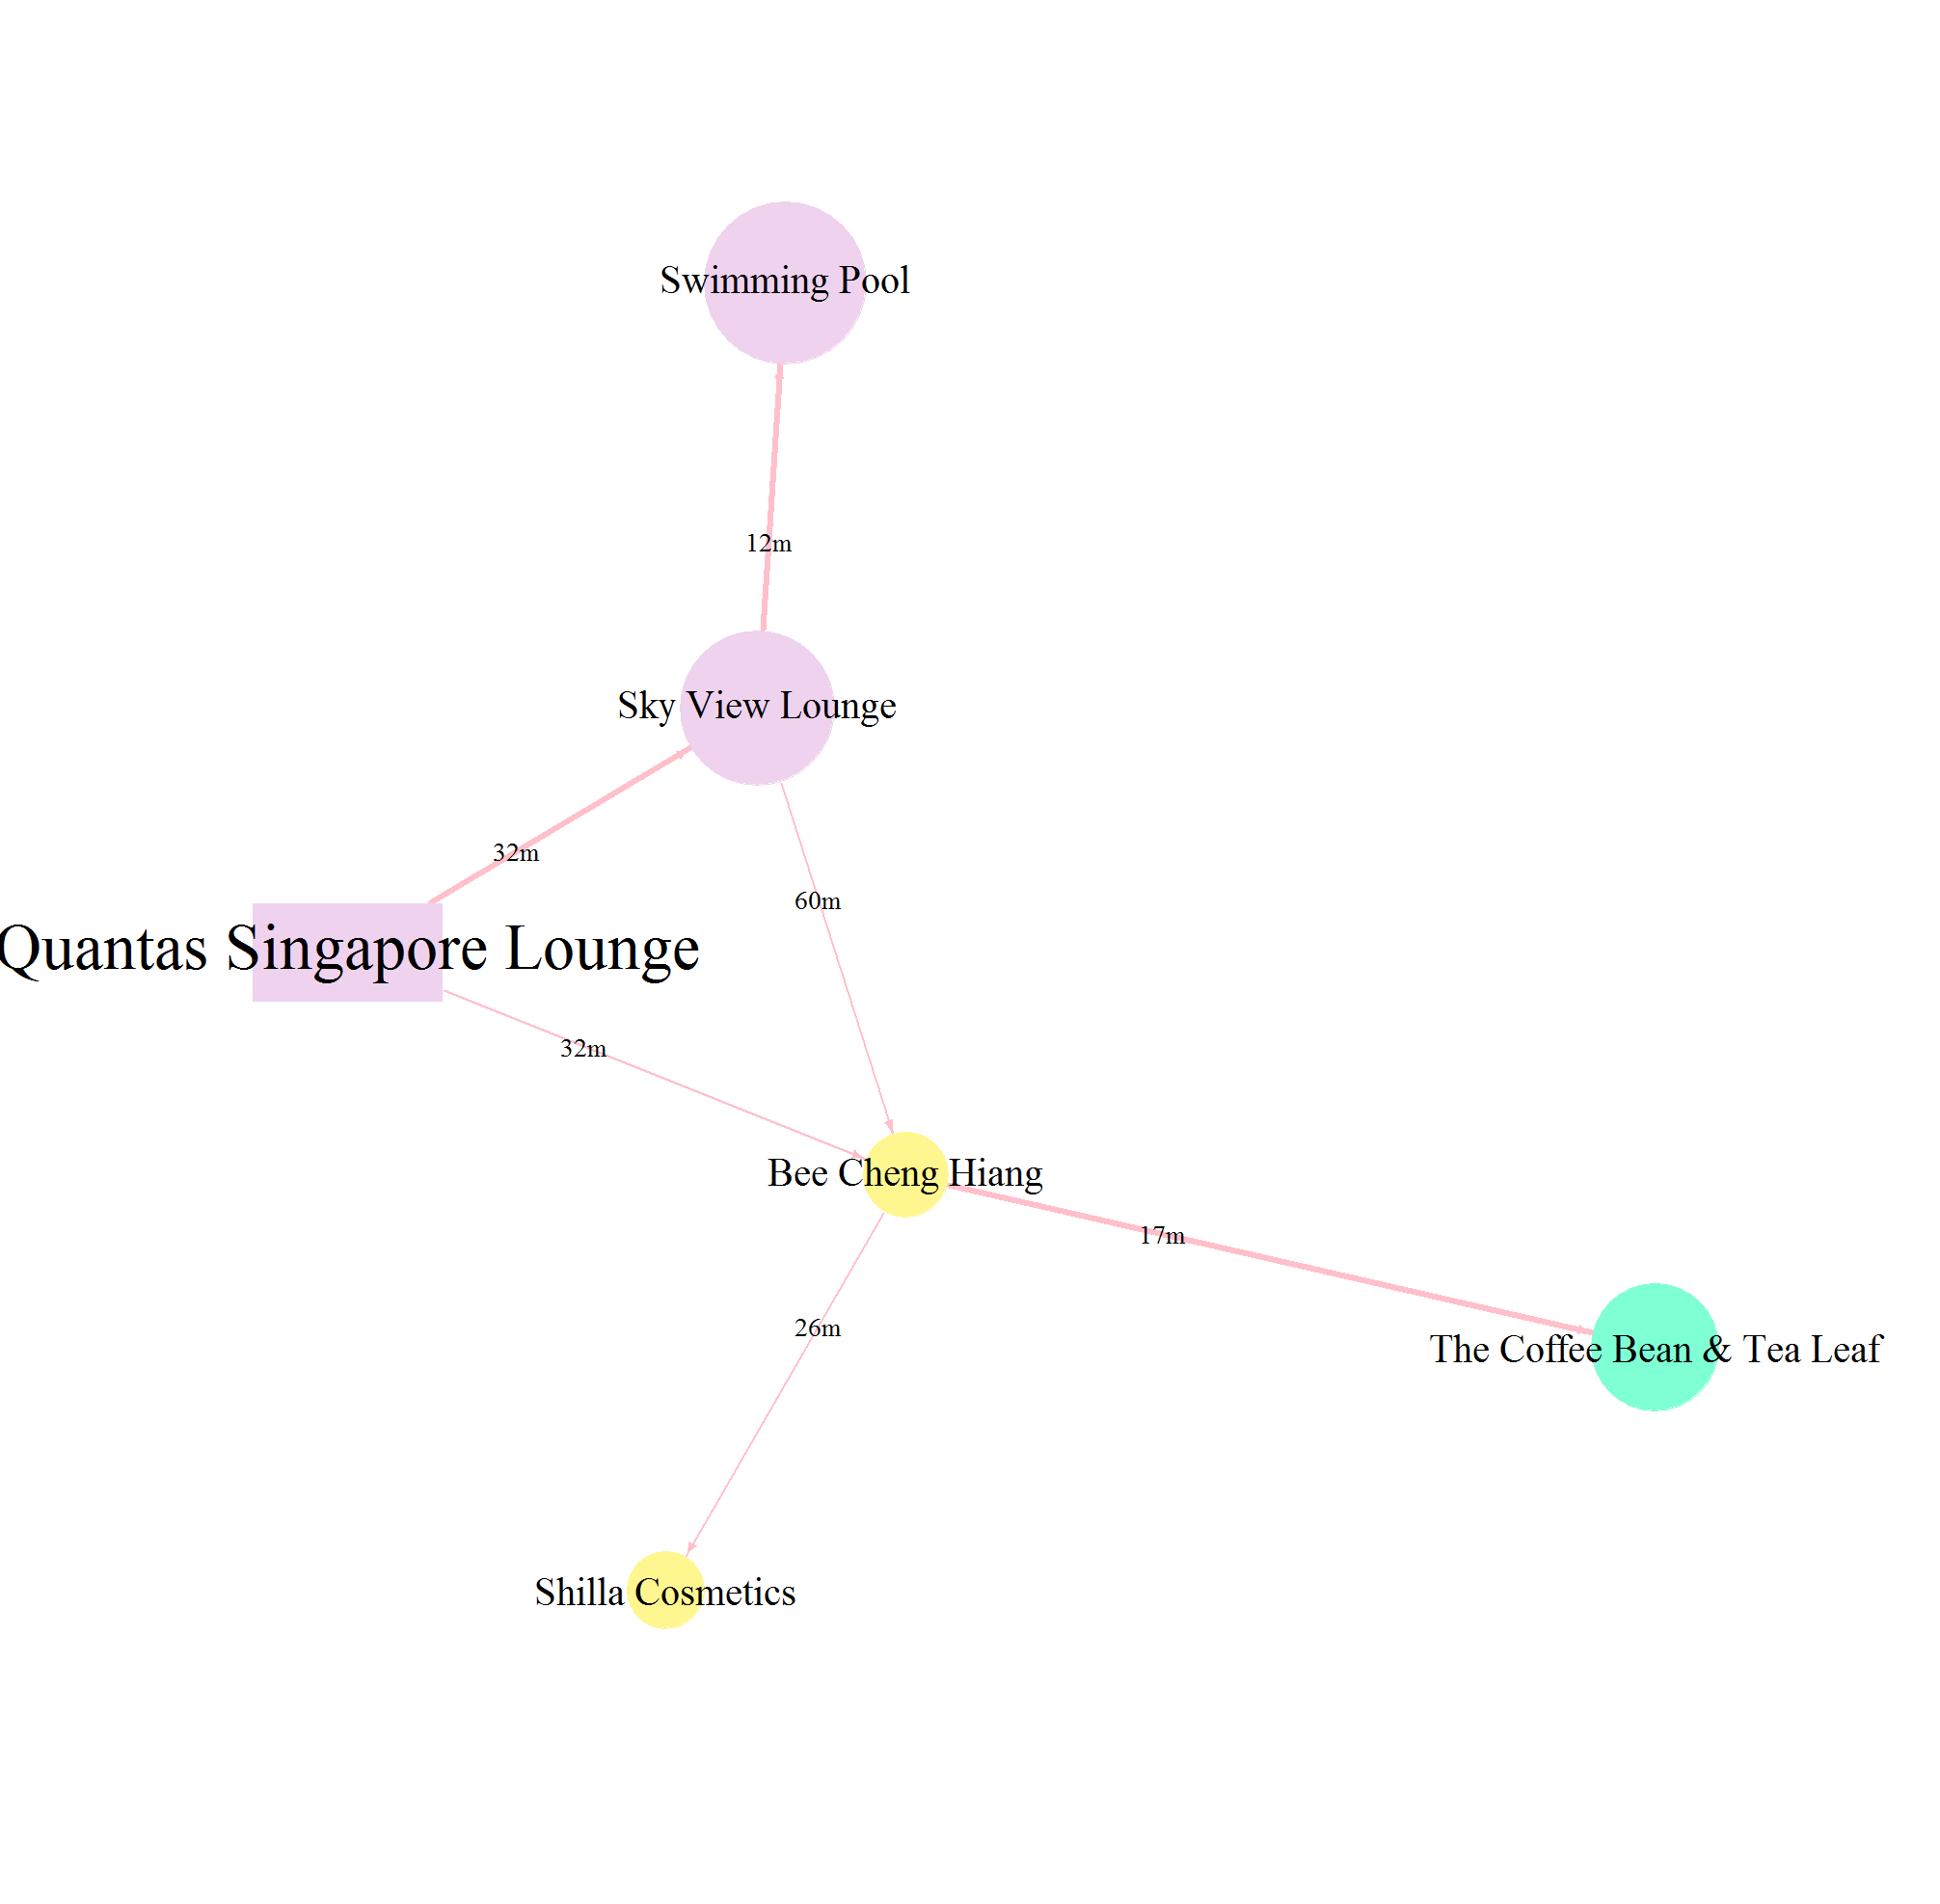 Swimming Pool
12m
Sky View Lounge
32m
60m
Quantas Singapore Lounge
32m
Bee Cheng Hiang
17m
26m
The Coffee Bean & Tea Leaf
Shilla Cosmetics